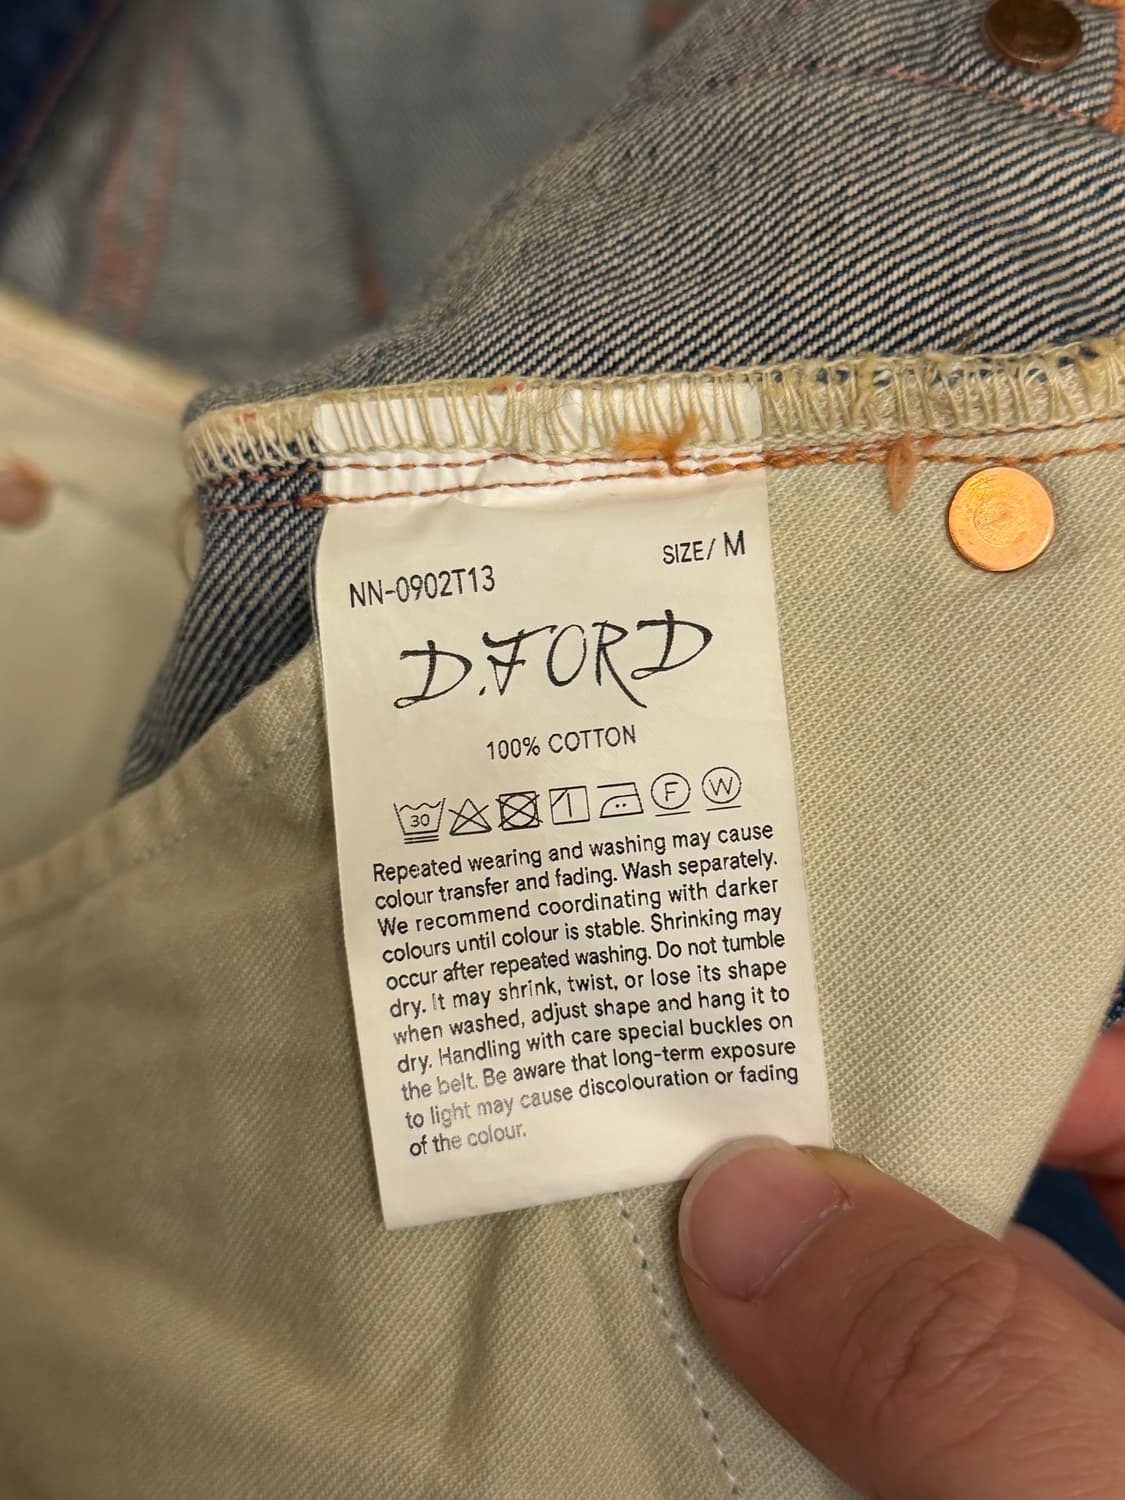 NN-0902T13
SIZE/ M
D.FORD
100% COTTON
30 F W
Repeated wearing and washing may cause
colour transfer and fading. Wash separately.
We recommend coordinating with darker
colours until colour is stable. Shrinking may
occur after repeated washing. Do not tumble
dry. It may shrink, twist, or lose its shape
when washed, adjust shape and hang it to
dry. Handling with care special buckles on
the belt. Be aware that long-term exposure
to light may cause discolouration or fading
of the colour.